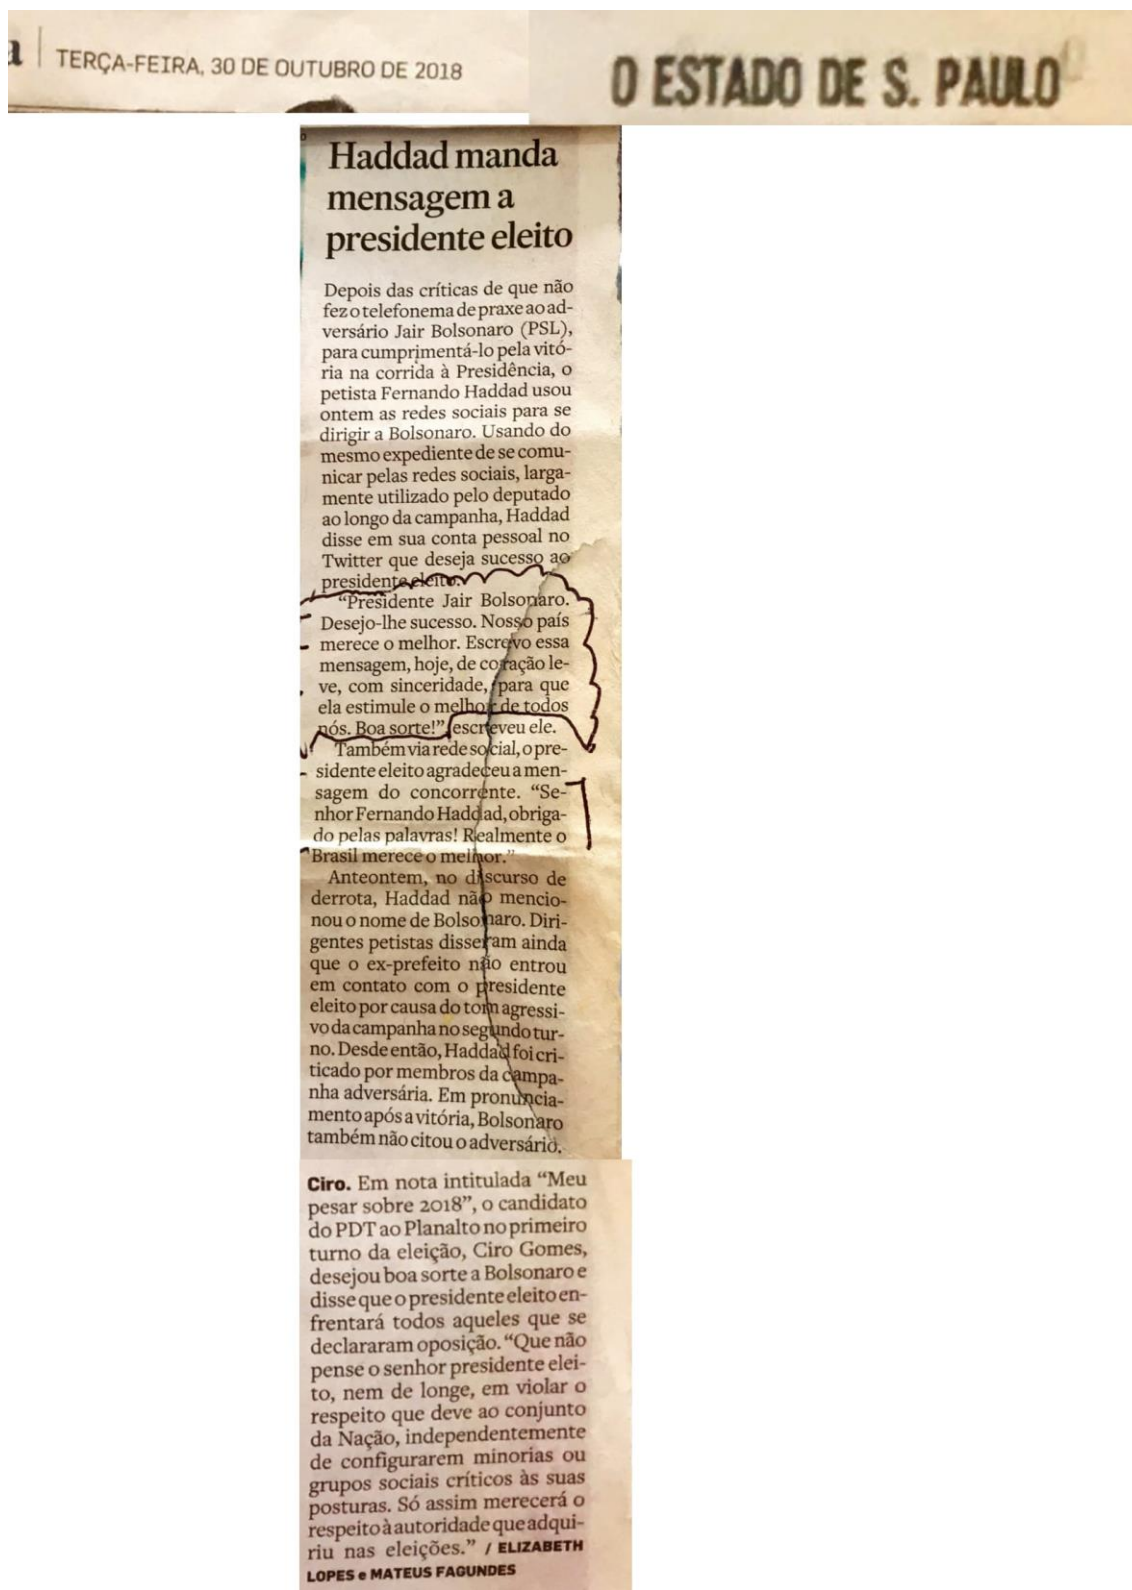 a | TERÇA-FEIRA, 30 DE OUTUBRO DE 2018
O ESTADO DE S. PAULO
Haddad manda
mensagem a
presidente eleito
Depois das críticas de que não
fez o telefonema de praxe ao ad-
versário Jair Bolsonaro (PSL),
para cumprimentá-lo pela vitó-
ria na corrida à Presidência, o
petista Fernando Haddad usou
ontem as redes sociais para se
dirigir a Bolsonaro. Usando do
mesmo expediente de se comu-
nicar pelas redes sociais, larga-
mente utilizado pelo deputado
ao longo da campanha, Haddad
disse em sua conta pessoal no
Twitter que deseja sucesso ao
presidente eleito.
“Presidente Jair Bolsonaro.
Desejo-lhe sucesso. Nosso país
merece o melhor. Escrevo essa
mensagem, hoje, de coração le-
ve, com sinceridade, para que
ela estimule o melhor de todos
nós. Boa sorte!”, escreveu ele.
Também via rede social, o pre-
sidente eleito agradeceu a men-
sagem do concorrente. “Se-
nhor Fernando Haddad, obriga-
do pelas palavras! Realmente o
Brasil merece o melhor.”
Anteontem, no discurso de
derrota, Haddad não mencio-
nou o nome de Bolsonaro. Diri-
gentes petistas disseram ainda
que o ex-prefeito não entrou
em contato com o presidente
eleito por causa do tom agressi-
vo da campanha no segundo tur-
no. Desde então, Haddad foi cri-
ticado por membros da campa-
nha adversária. Em pronuncia-
mento após a vitória, Bolsonaro
também não citou o adversário.
Ciro. Em nota intitulada “Meu
pesar sobre 2018”, o candidato
do PDT ao Planalto no primeiro
turno da eleição, Ciro Gomes,
desejou boa sorte a Bolsonaro e
disse que o presidente eleito en-
frentará todos aqueles que se
declararam oposição. “Que não
pense o senhor presidente elei-
to, nem de longe, em violar o
respeito que deve ao conjunto
da Nação, independentemente
de configurarem minorias ou
grupos sociais críticos às suas
posturas. Só assim merecerá o
respeito à autoridade que adqui-
riu nas eleições.” / ELIZABETH
LOPES e MATEUS FAGUNDES